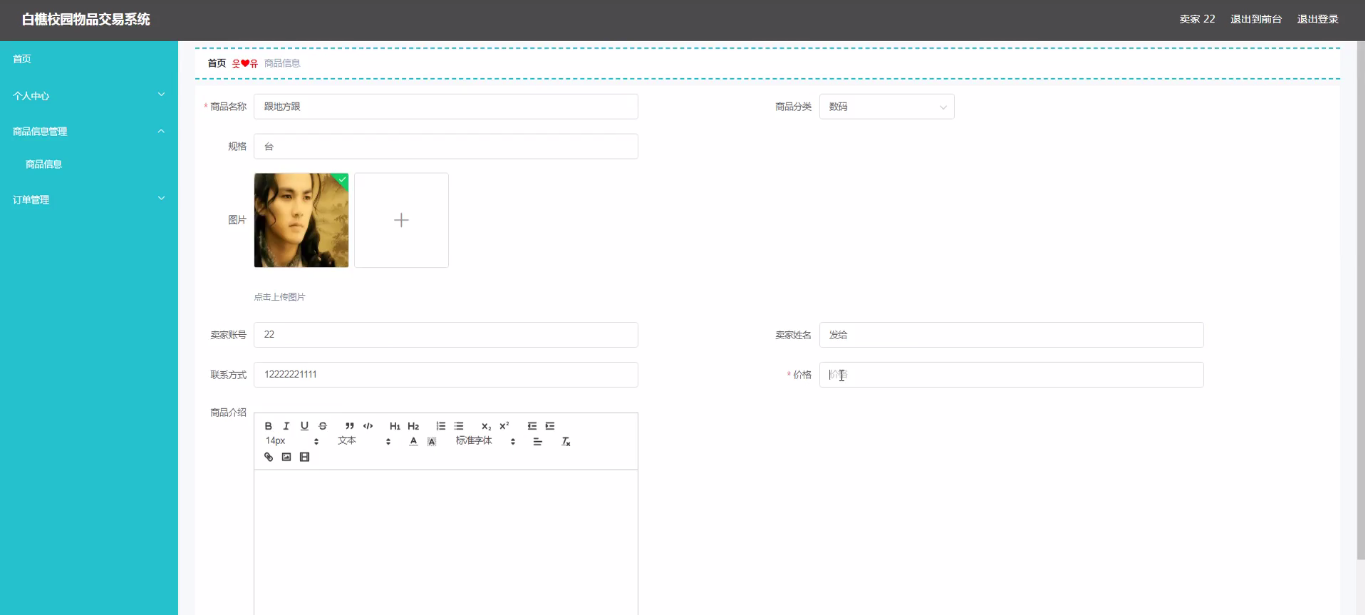 白樵校园物品交易系统
卖家 22 退出到前台 退出登录
首页
个人中心
商品信息管理
商品信息
订单管理
首页 웃❤유 商品信息
* 商品名称 跟地方跟
商品分类 数码
规格 台
图片
点击上传图片
卖家账号 22
卖家姓名 发给
联系方式 12222221111
* 价格 价格
商品介绍
B I U S ” </> H₁ H₂ X₂ X²
14px 文本 A A 标准字体 Tx